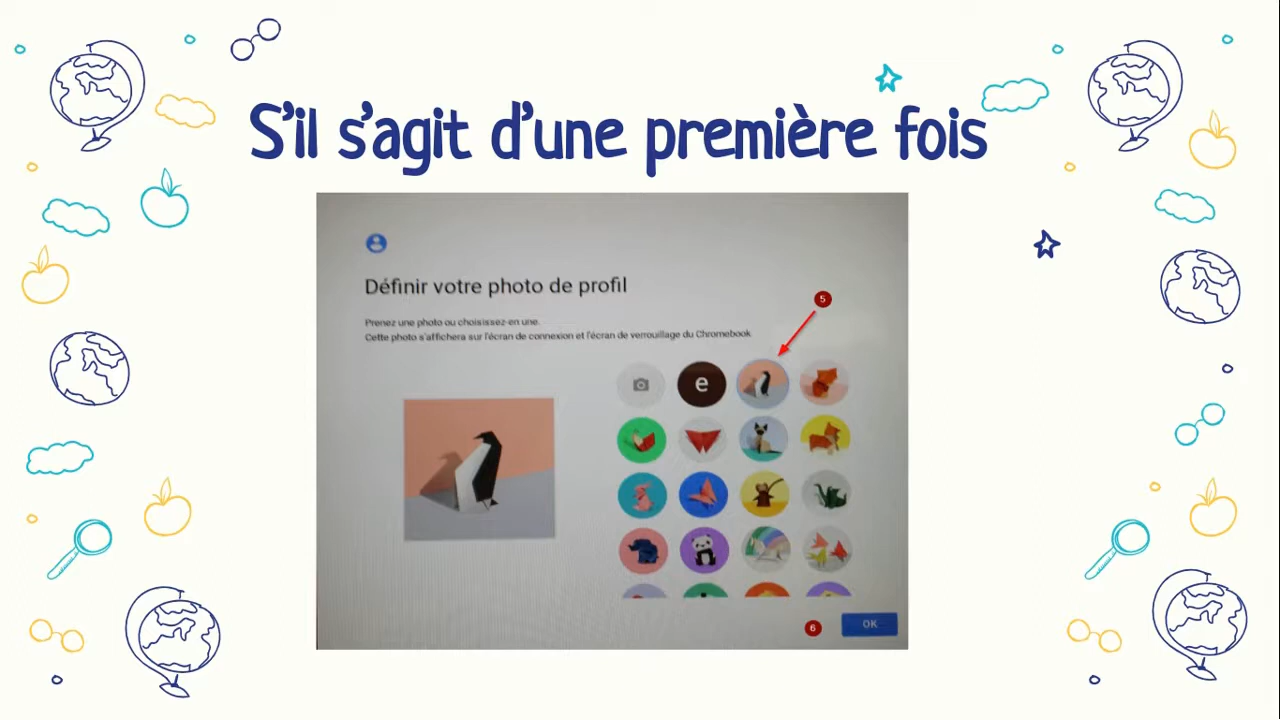 S'il s'agit d'une première fois
Définir votre photo de profil
5
Prenez une photo ou choisissez-en une.
Cette photo s'affichera sur l'écran de connexion et l'écran de verrouillage du Chromebook.
e
6
OK